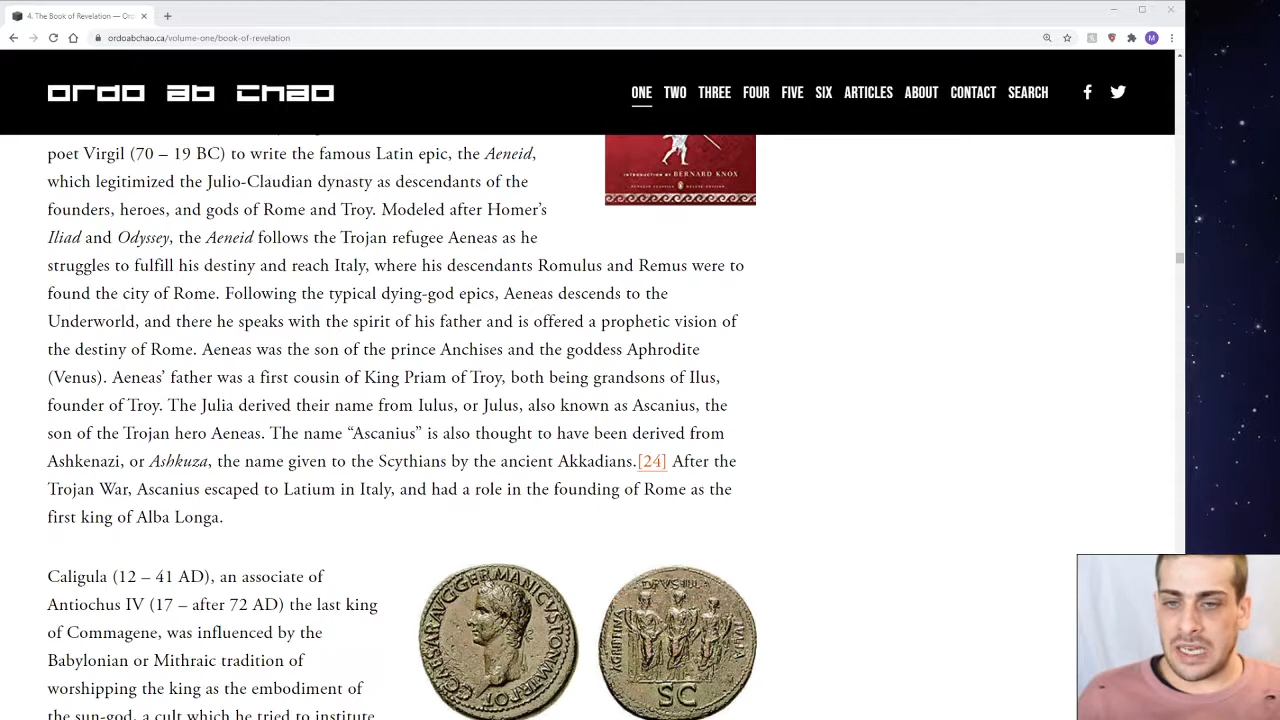 4. The Book of Revelation — Ord
ordoabchao.ca/volume-one/book-of-revelation
M
ordo ab chao
ONE TWO THREE FOUR FIVE SIX ARTICLES ABOUT CONTACT SEARCH
INTRODUCTION BY BERNARD KNOX
poet Virgil (70 – 19 BC) to write the famous Latin epic, the Aeneid,
which legitimized the Julio-Claudian dynasty as descendants of the
founders, heroes, and gods of Rome and Troy. Modeled after Homer’s
Iliad and Odyssey, the Aeneid follows the Trojan refugee Aeneas as he
struggles to fulfill his destiny and reach Italy, where his descendants Romulus and Remus were to
found the city of Rome. Following the typical dying-god epics, Aeneas descends to the
Underworld, and there he speaks with the spirit of his father and is offered a prophetic vision of
the destiny of Rome. Aeneas was the son of the prince Anchises and the goddess Aphrodite
(Venus). Aeneas’ father was a first cousin of King Priam of Troy, both being grandsons of Ilus,
founder of Troy. The Julia derived their name from Iulus, or Julus, also known as Ascanius, the
son of the Trojan hero Aeneas. The name “Ascanius” is also thought to have been derived from
Ashkenazi, or Ashkuza, the name given to the Scythians by the ancient Akkadians.[24] After the
Trojan War, Ascanius escaped to Latium in Italy, and had a role in the founding of Rome as the
first king of Alba Longa.
Caligula (12 – 41 AD), an associate of
Antiochus IV (17 – after 72 AD) the last king
of Commagene, was influenced by the
Babylonian or Mithraic tradition of
worshipping the king as the embodiment of
the sun-god, a cult which he tried to institute
AGRIPPINA DRVSILLA IVLIA
SC